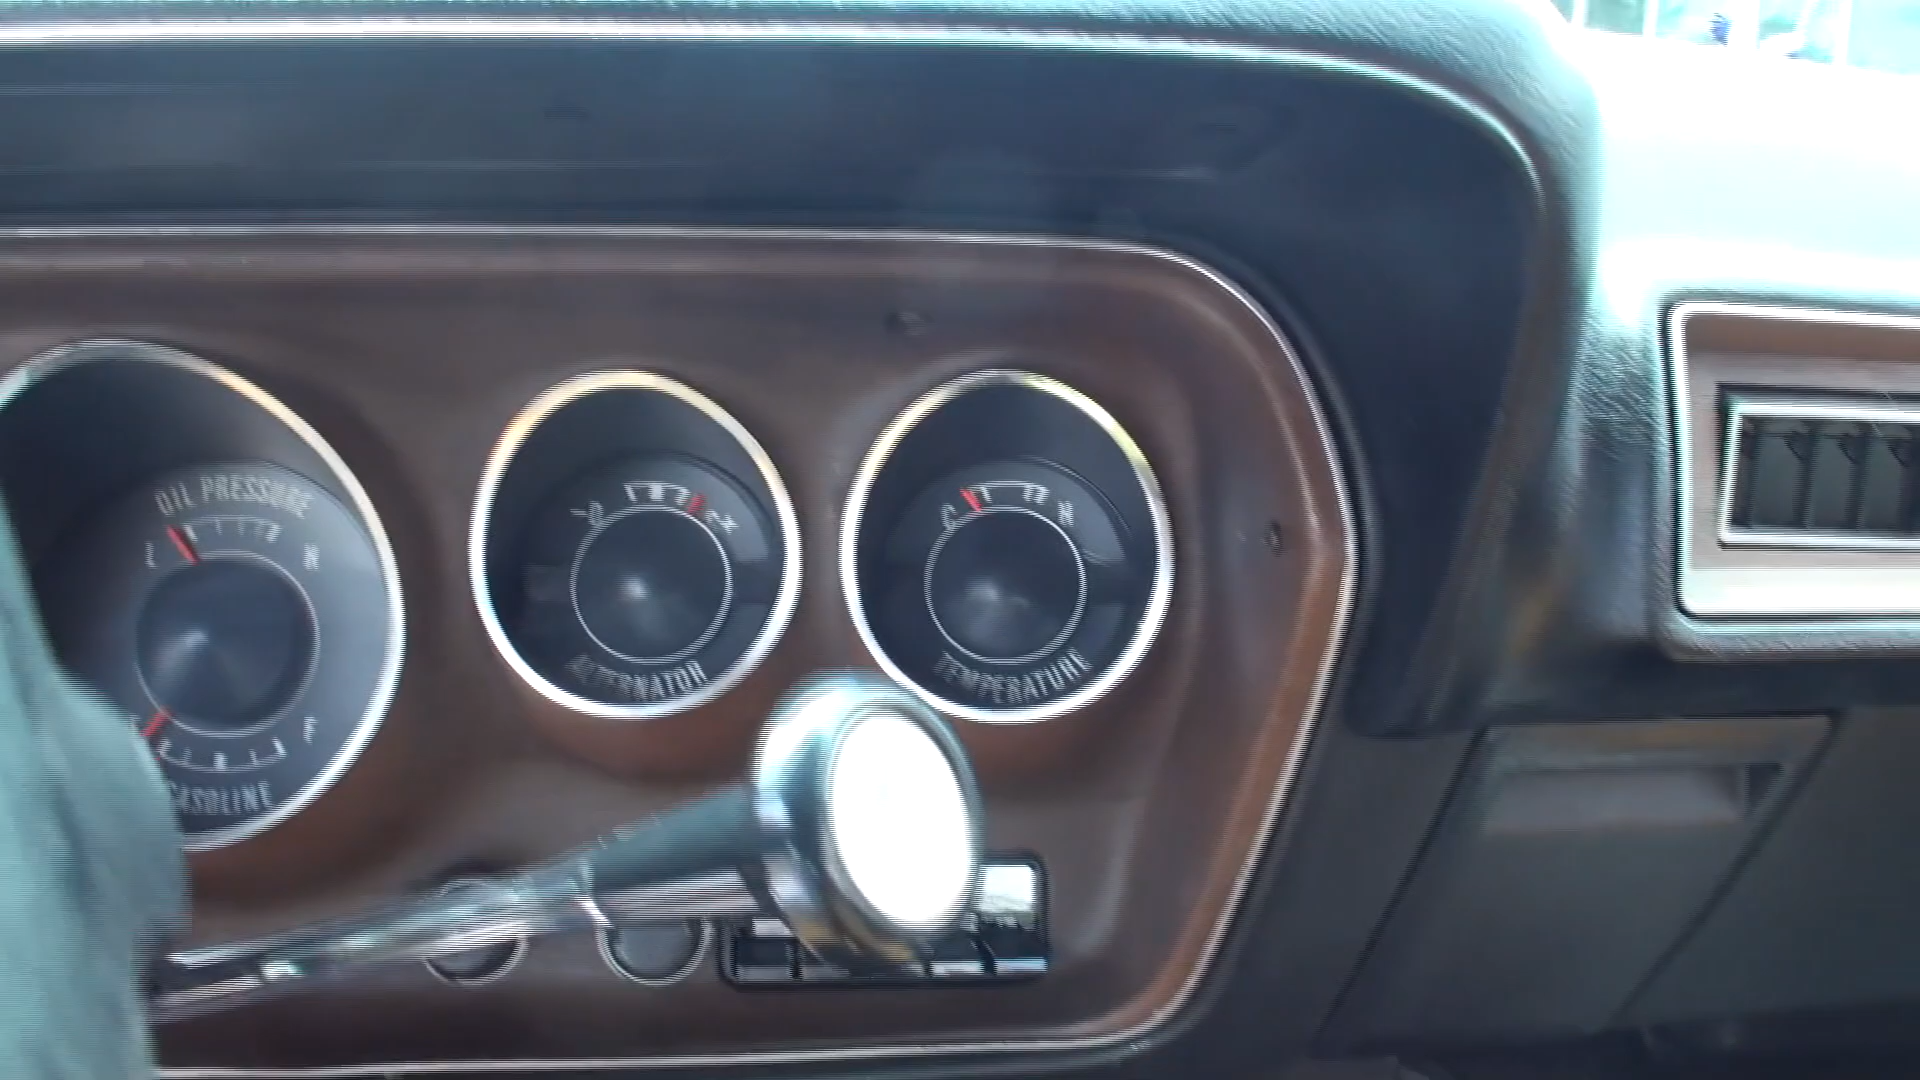 OIL PRESSURE
GASOLINE
F
ALTERNATOR
C H
TEMPERATURE